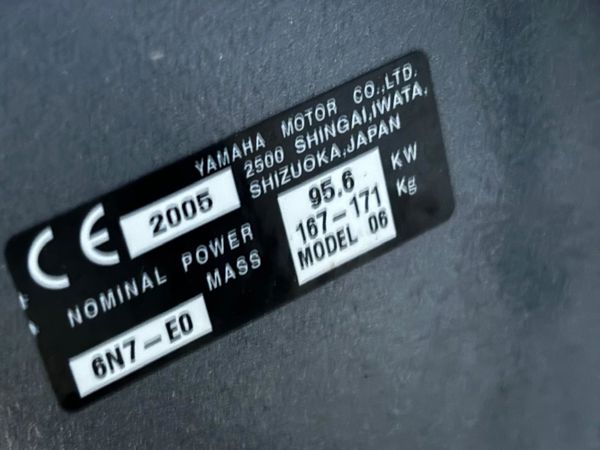 YAMAHA MOTOR CO.,LTD.
2500 SHINGAI,IWATA,
SHIZUOKA,JAPAN
CE 2005
NOMINAL POWER 95.6 KW
MASS 167-171 Kg
6N7-E0 MODEL 06